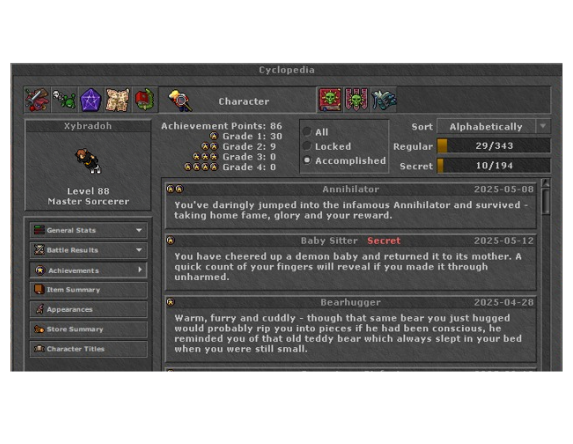 Cyclopedia
Character
Xybradoh
Level 88
Master Sorcerer
General Stats
Battle Results
Achievements
Item Summary
Appearances
Store Summary
Character Titles
Achievement Points: 86
Grade 1: 30
Grade 2: 9
Grade 3: 0
Grade 4: 0
All
Locked
Accomplished
Sort Alphabetically
Regular 29/343
Secret 10/194
Annihilator 2025-05-08
You've daringly jumped into the infamous Annihilator and survived -
taking home fame, glory and your reward.
Baby Sitter Secret 2025-05-12
You have cheered up a demon baby and returned it to its mother. A
quick count of your fingers will reveal if you made it through
unharmed.
Bearhugger 2025-04-28
Warm, furry and cuddly - though that same bear you just hugged
would probably rip you into pieces if he had been conscious, he
reminded you of that old teddy bear which always slept in your bed
when you were still small.